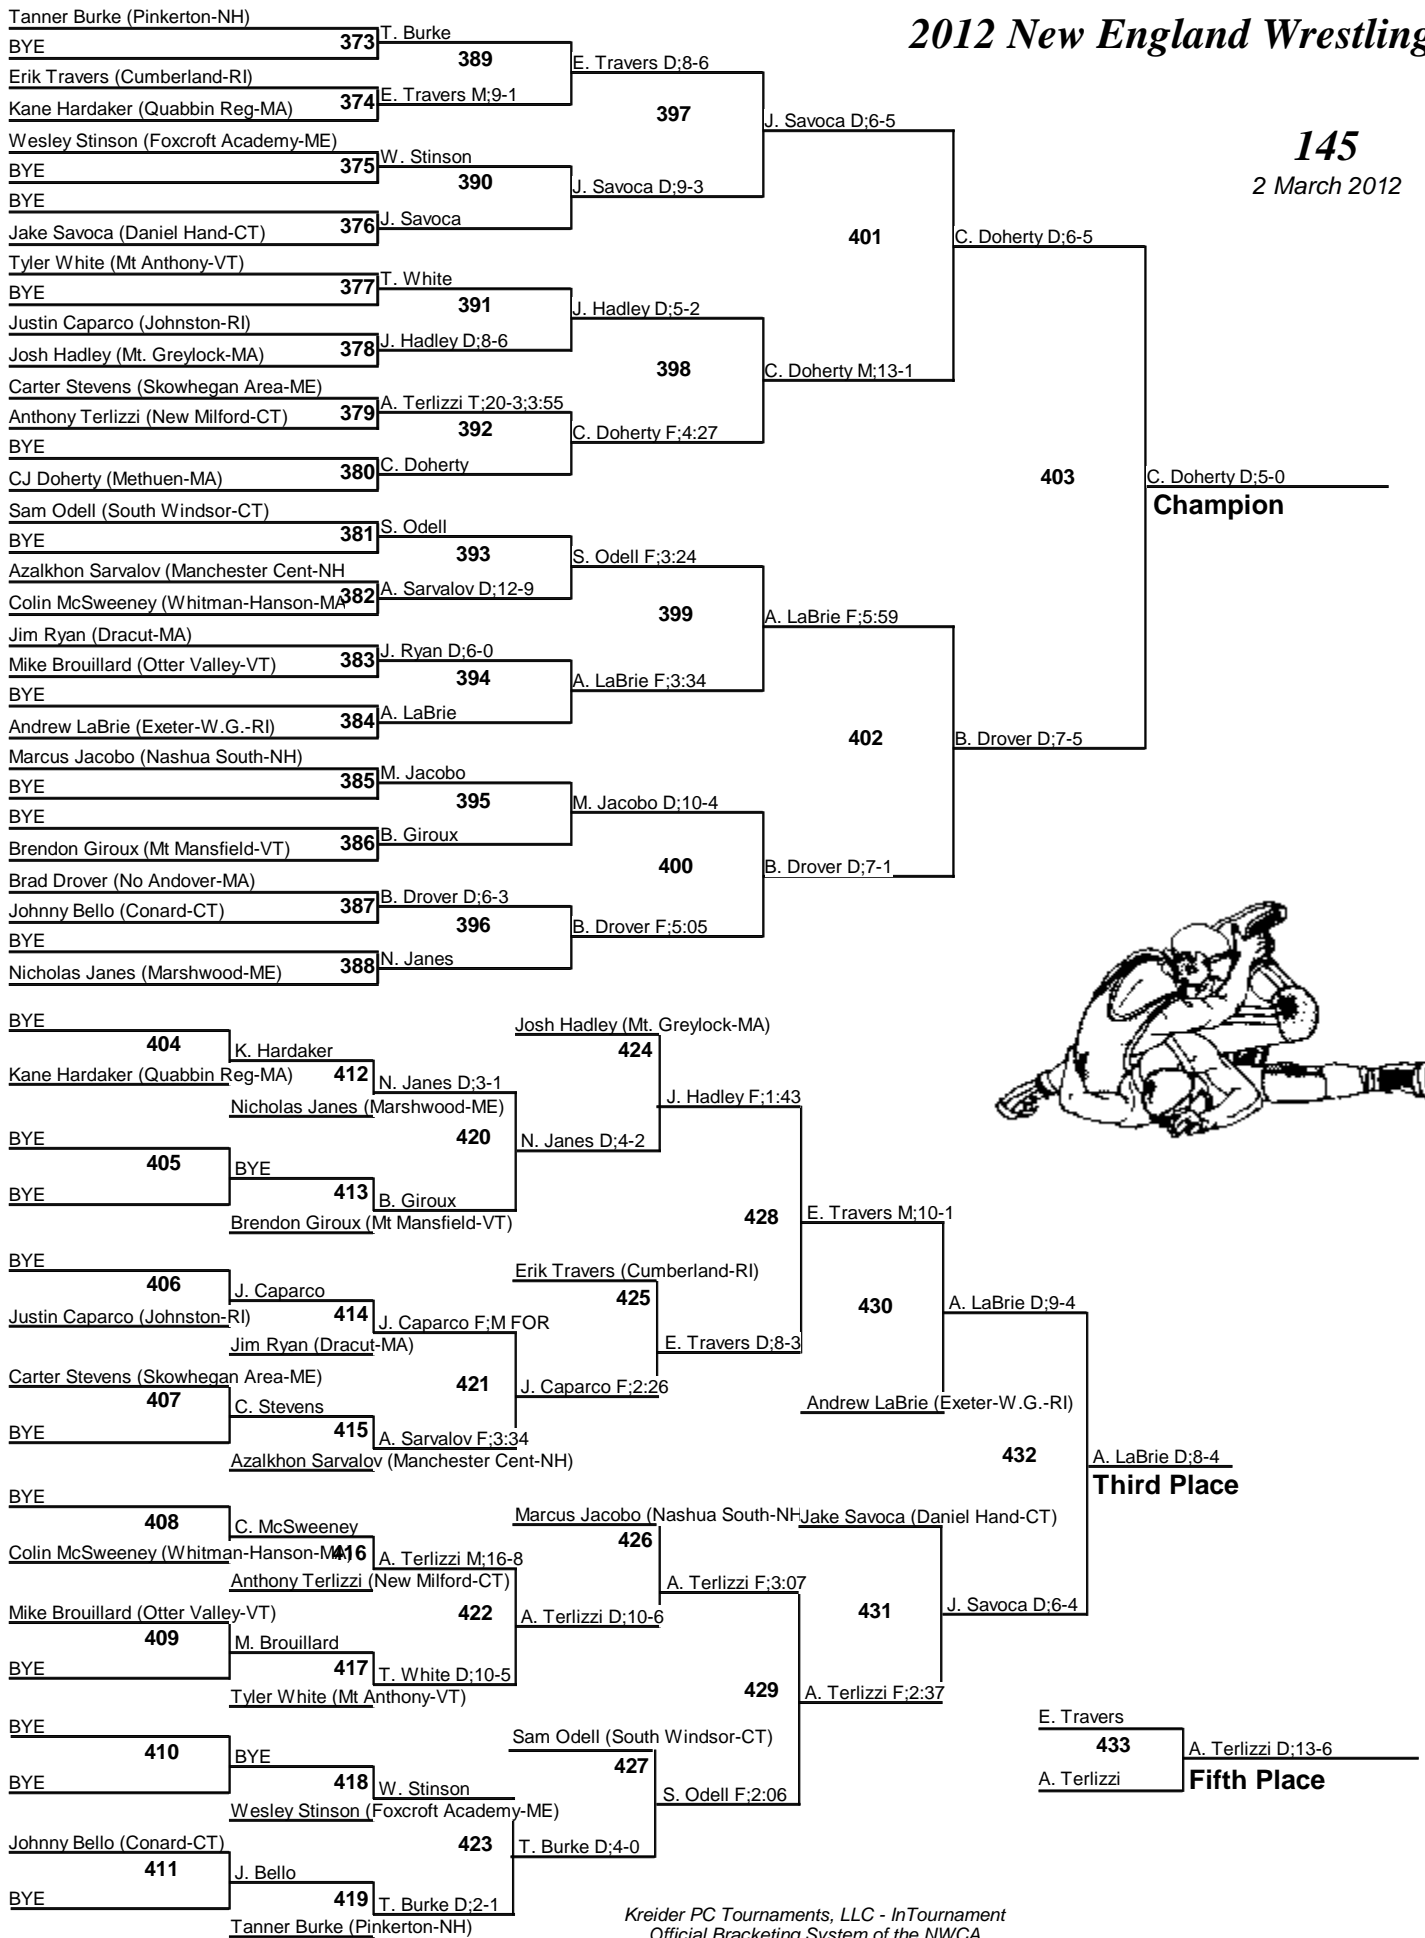 2012 New England Wrestling
145
2 March 2012
Tanner Burke (Pinkerton-NH)
BYE
373
T. Burke
389
Erik Travers (Cumberland-RI)
Kane Hardaker (Quabbin Reg-MA)
374
E. Travers M;9-1
E. Travers D;8-6
397
Wesley Stinson (Foxcroft Academy-ME)
BYE
375
W. Stinson
390
BYE
Jake Savoca (Daniel Hand-CT)
376
J. Savoca
J. Savoca D;9-3
J. Savoca D;6-5
401
Tyler White (Mt Anthony-VT)
BYE
377
T. White
391
Justin Caparco (Johnston-RI)
Josh Hadley (Mt. Greylock-MA)
378
J. Hadley D;8-6
J. Hadley D;5-2
398
Carter Stevens (Skowhegan Area-ME)
Anthony Terlizzi (New Milford-CT)
379
A. Terlizzi T;20-3;3:55
392
BYE
CJ Doherty (Methuen-MA)
380
C. Doherty
C. Doherty F;4:27
C. Doherty M;13-1
C. Doherty D;6-5
403
C. Doherty D;5-0
Champion
Sam Odell (South Windsor-CT)
BYE
381
S. Odell
393
Azalkhon Sarvalov (Manchester Cent-NH
Colin McSweeney (Whitman-Hanson-MA
382
A. Sarvalov D;12-9
S. Odell F;3:24
399
Jim Ryan (Dracut-MA)
Mike Brouillard (Otter Valley-VT)
383
J. Ryan D;6-0
394
BYE
Andrew LaBrie (Exeter-W.G.-RI)
384
A. LaBrie
A. LaBrie F;3:34
A. LaBrie F;5:59
402
Marcus Jacobo (Nashua South-NH)
BYE
385
M. Jacobo
395
BYE
Brendon Giroux (Mt Mansfield-VT)
386
B. Giroux
M. Jacobo D;10-4
400
Brad Drover (No Andover-MA)
Johnny Bello (Conard-CT)
387
B. Drover D;6-3
396
BYE
Nicholas Janes (Marshwood-ME)
388
N. Janes
B. Drover F;5:05
B. Drover D;7-1
B. Drover D;7-5
BYE
404
Kane Hardaker (Quabbin Reg-MA)
K. Hardaker
412
Nicholas Janes (Marshwood-ME)
N. Janes D;3-1
420
BYE
405
BYE
BYE
413
Brendon Giroux (Mt Mansfield-VT)
B. Giroux
N. Janes D;4-2
Josh Hadley (Mt. Greylock-MA)
424
J. Hadley F;1:43
428
BYE
406
Justin Caparco (Johnston-RI)
J. Caparco
414
Jim Ryan (Dracut-MA)
J. Caparco F;M FOR
421
Carter Stevens (Skowhegan Area-ME)
407
BYE
C. Stevens
415
Azalkhon Sarvalov (Manchester Cent-NH)
A. Sarvalov F;3:34
J. Caparco F;2:26
Erik Travers (Cumberland-RI)
425
E. Travers D;8-3
E. Travers M;10-1
430
Andrew LaBrie (Exeter-W.G.-RI)
A. LaBrie D;9-4
432
A. LaBrie D;8-4
Third Place
BYE
408
Colin McSweeney (Whitman-Hanson-MA)
C. McSweeney
416
Anthony Terlizzi (New Milford-CT)
A. Terlizzi M;16-8
422
Mike Brouillard (Otter Valley-VT)
409
BYE
M. Brouillard
417
Tyler White (Mt Anthony-VT)
T. White D;10-5
A. Terlizzi D;10-6
Marcus Jacobo (Nashua South-NH
426
A. Terlizzi F;3:07
429
Jake Savoca (Daniel Hand-CT)
431
J. Savoca D;6-4
BYE
410
BYE
BYE
418
Wesley Stinson (Foxcroft Academy-ME)
W. Stinson
423
Johnny Bello (Conard-CT)
411
BYE
J. Bello
419
Tanner Burke (Pinkerton-NH)
T. Burke D;2-1
T. Burke D;4-0
Sam Odell (South Windsor-CT)
427
S. Odell F;2:06
A. Terlizzi F;2:37
E. Travers
433
A. Terlizzi
A. Terlizzi D;13-6
Fifth Place
Kreider PC Tournaments, LLC - InTournament
Official Bracketing System of the NWCA